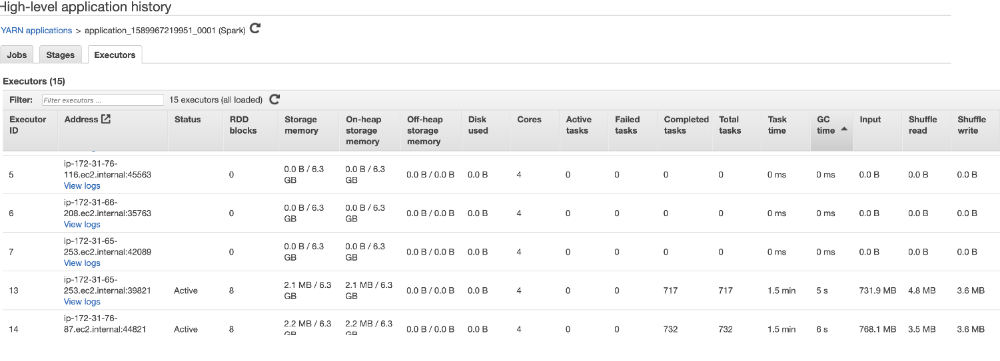 High-level application history
YARN applications > application_1589967219951_0001 (Spark)
Jobs Stages Executors
Executors (15)
Filter: Filter executors ... 15 executors (all loaded)
Executor ID Address Status RDD blocks Storage memory On-heap storage memory Off-heap storage memory Disk used Cores Active tasks Failed tasks Completed tasks Total tasks Task time GC time Input Shuffle read Shuffle write
5 ip-172-31-76-116.ec2.internal:45563 View logs 0 0.0 B / 6.3 GB 0.0 B / 6.3 GB 0.0 B / 0.0 B 0.0 B 4 0 0 0 0 0 ms 0 ms 0.0 B 0.0 B 0.0 B
6 ip-172-31-66-208.ec2.internal:35763 View logs 0 0.0 B / 6.3 GB 0.0 B / 6.3 GB 0.0 B / 0.0 B 0.0 B 4 0 0 0 0 0 ms 0 ms 0.0 B 0.0 B 0.0 B
7 ip-172-31-65-253.ec2.internal:42089 View logs 0 0.0 B / 6.3 GB 0.0 B / 6.3 GB 0.0 B / 0.0 B 0.0 B 4 0 0 0 0 0 ms 0 ms 0.0 B 0.0 B 0.0 B
13 ip-172-31-65-253.ec2.internal:39821 View logs Active 8 2.1 MB / 6.3 GB 2.1 MB / 6.3 GB 0.0 B / 0.0 B 0.0 B 4 0 0 717 717 1.5 min 5 s 731.9 MB 4.8 MB 3.6 MB
14 ip-172-31-76-87.ec2.internal:44821 Active 8 2.2 MB / 6.3 GB 2.2 MB / 6.3 GB 0.0 B / 0.0 B 0.0 B 4 0 0 732 732 1.5 min 6 s 768.1 MB 3.5 MB 3.6 MB